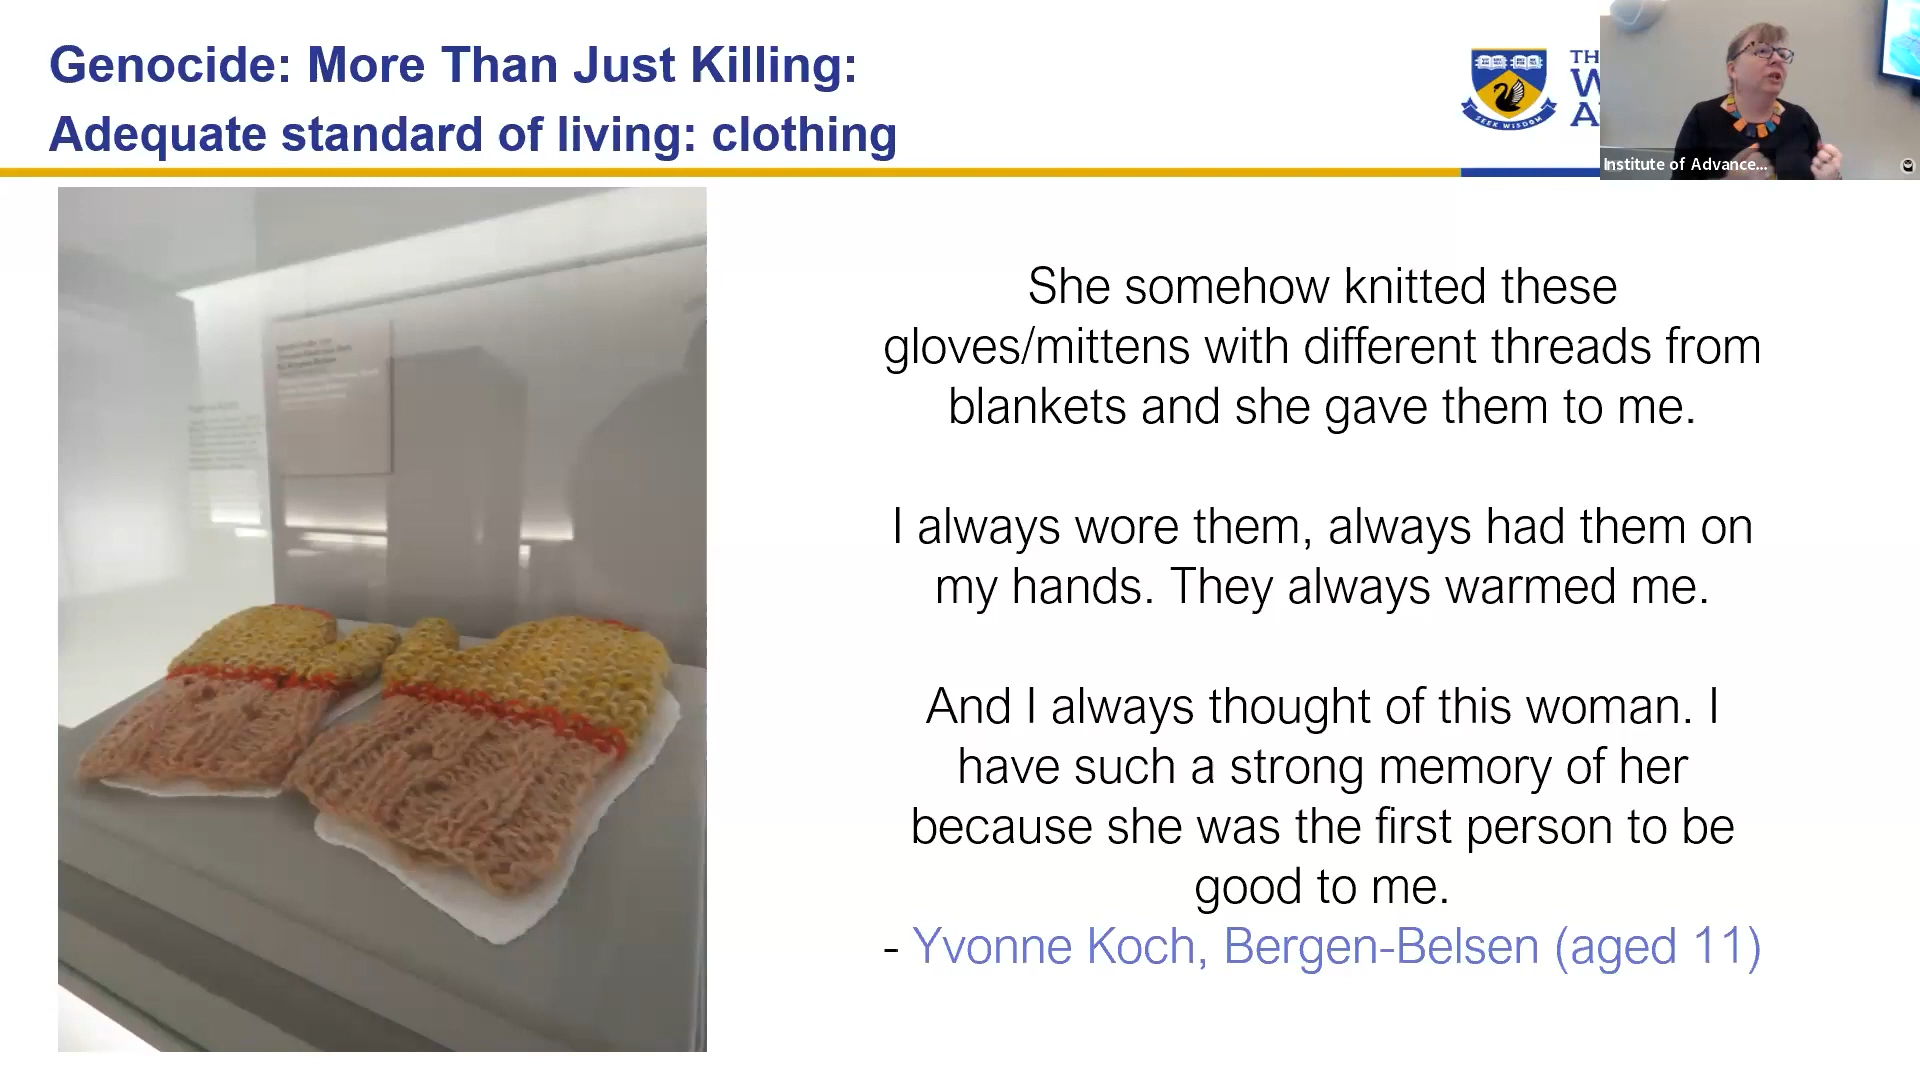 Genocide: More Than Just Killing:
Adequate standard of living: clothing
TH
W
A
SEEK WISDOM
Institute of Advance...
She somehow knitted these
gloves/mittens with different threads from
blankets and she gave them to me.
I always wore them, always had them on
my hands. They always warmed me.
And I always thought of this woman. I
have such a strong memory of her
because she was the first person to be
good to me.
- Yvonne Koch, Bergen-Belsen (aged 11)